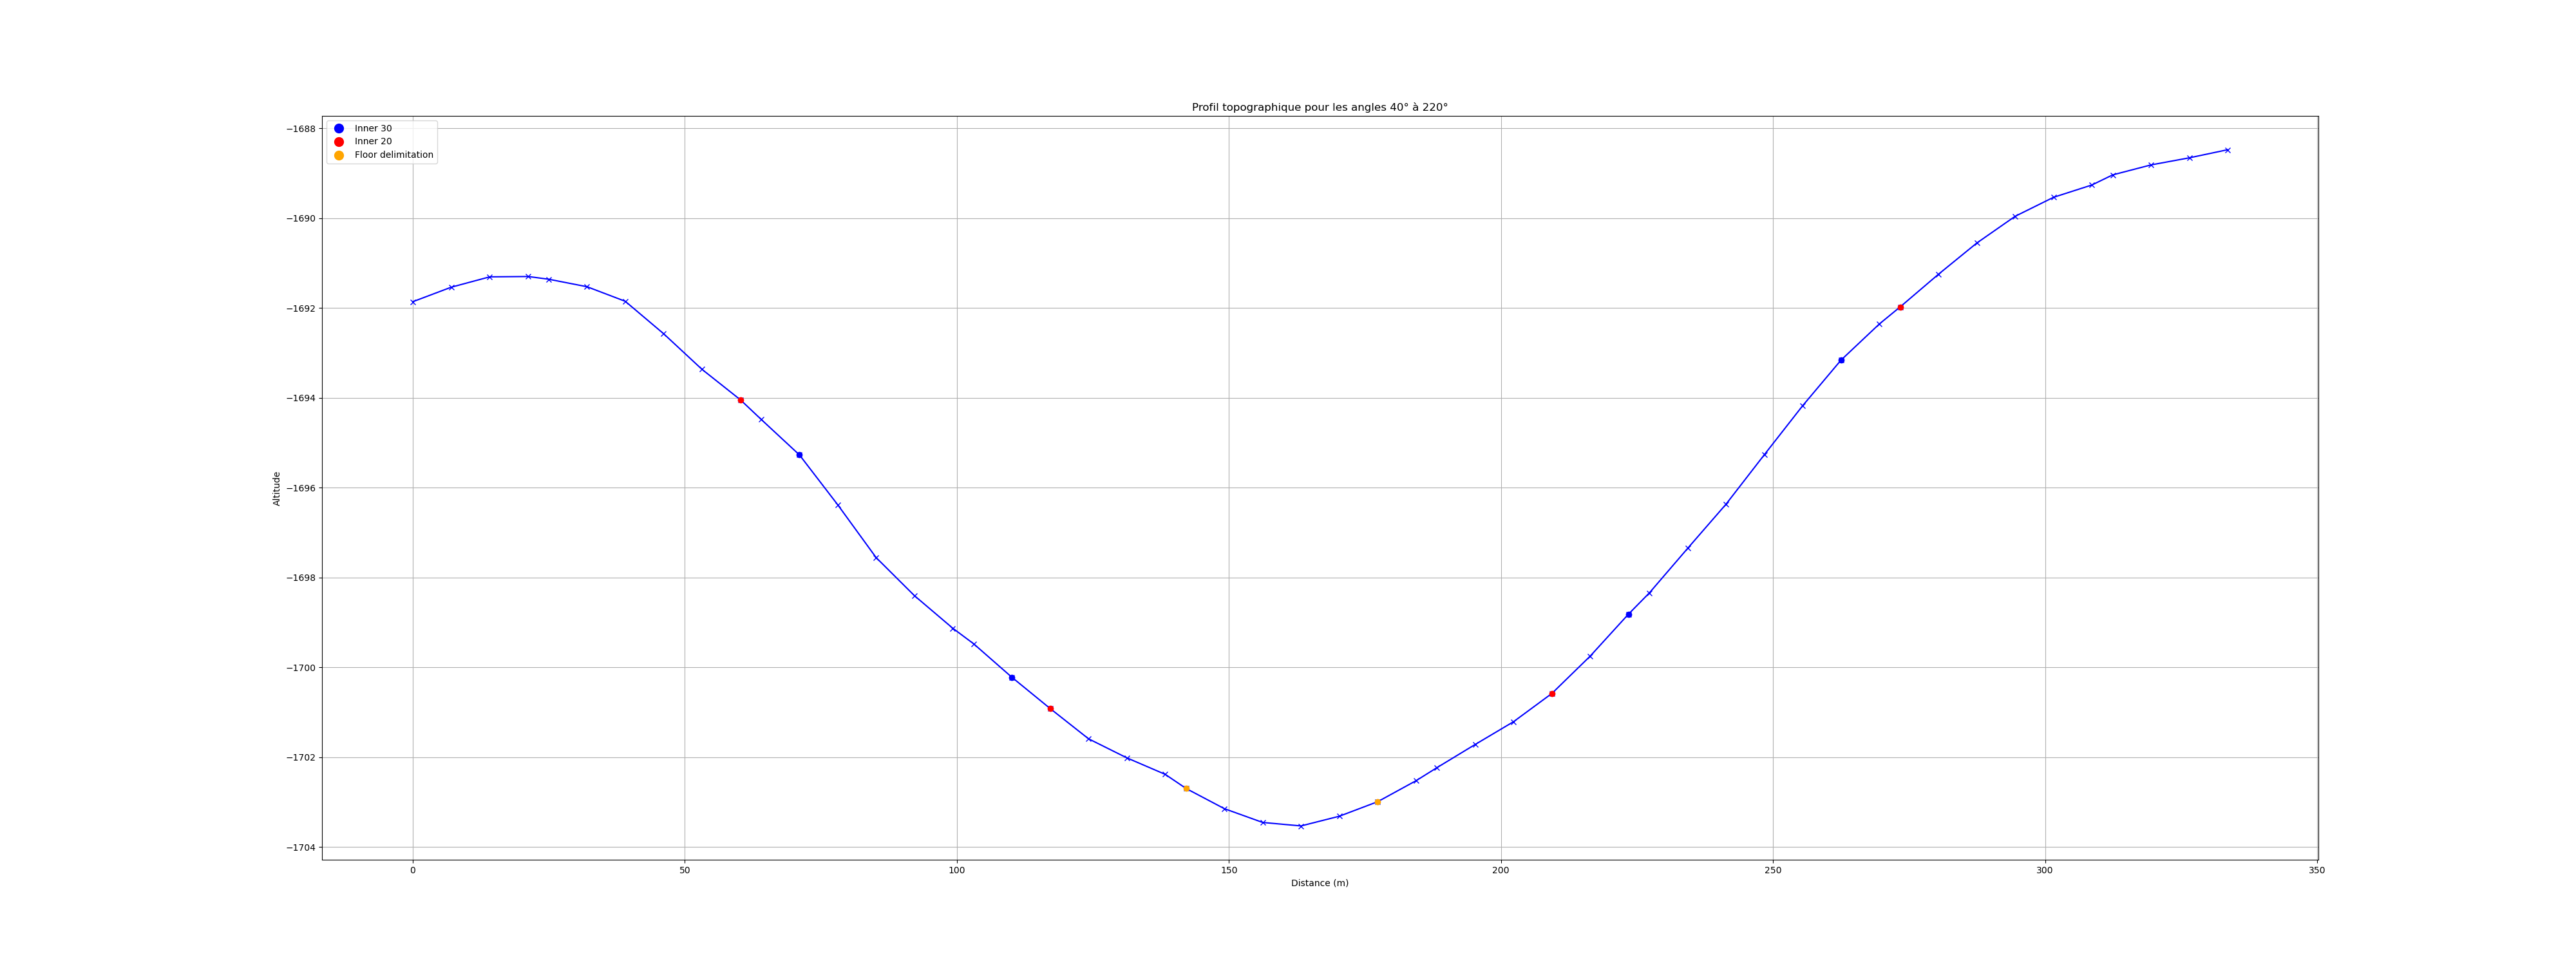 Profil topographique pour les angles 40° à 220°
Inner 30
Inner 20
Floor delimitation
−1688
−1690
−1692
−1694
−1696
−1698
−1700
−1702
−1704
Altitude
0 50 100 150 200 250 300 350
Distance (m)